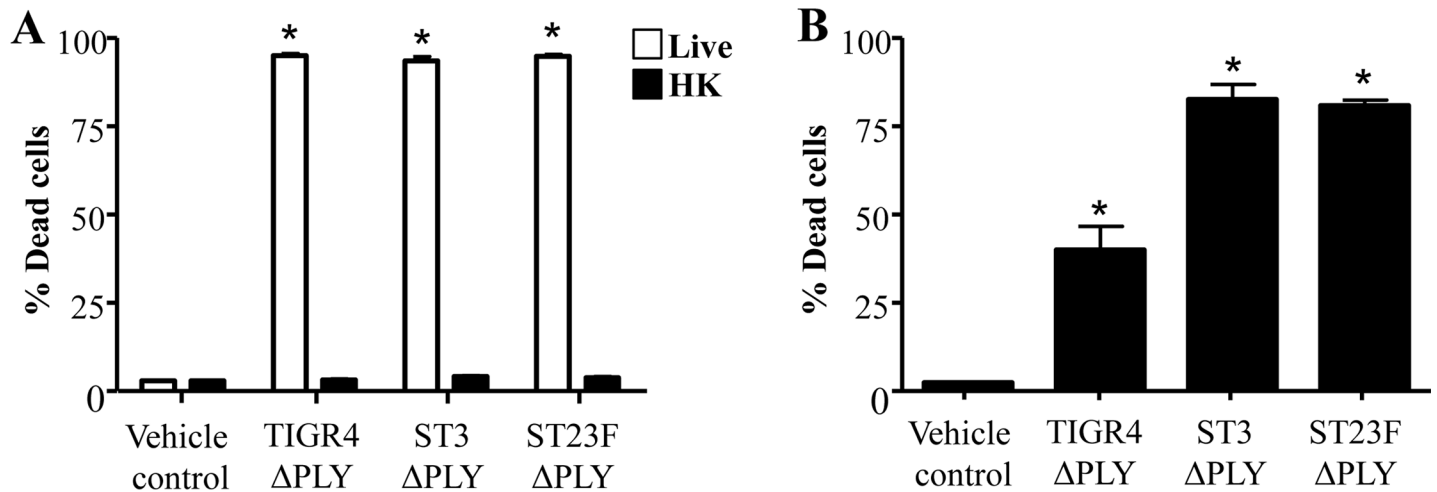 A
% Dead cells
100
75
50
25
0
* * *
Live
HK
Vehicle control
TIGR4 ΔPLY
ST3 ΔPLY
ST23F ΔPLY
B
% Dead cells
100
75
50
25
0
* * *
Vehicle control
TIGR4 ΔPLY
ST3 ΔPLY
ST23F ΔPLY